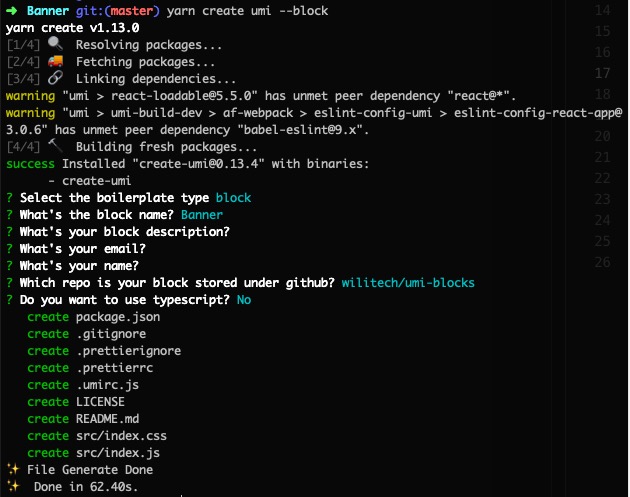 ➜ Banner git:(master) yarn create umi --block
yarn create v1.13.0
[1/4] 🔍 Resolving packages...
[2/4] 🚚 Fetching packages...
[3/4] 🔗 Linking dependencies...
warning "umi > react-loadable@5.5.0" has unmet peer dependency "react@*".
warning "umi > umi-build-dev > af-webpack > eslint-config-umi > eslint-config-react-app@
3.0.6" has unmet peer dependency "babel-eslint@9.x".
[4/4] 🔨 Building fresh packages...
success Installed "create-umi@0.13.4" with binaries:
- create-umi
? Select the boilerplate type block
? What's the block name? Banner
? What's your block description?
? What's your email?
? What's your name?
? Which repo is your block stored under github? wilitech/umi-blocks
? Do you want to use typescript? No
create package.json
create .gitignore
create .prettierignore
create .prettierrc
create .umirc.js
create LICENSE
create README.md
create src/index.css
create src/index.js
✨ File Generate Done
✨ Done in 62.40s.
14
15
16
17
18
19
20
21
22
23
24
25
26